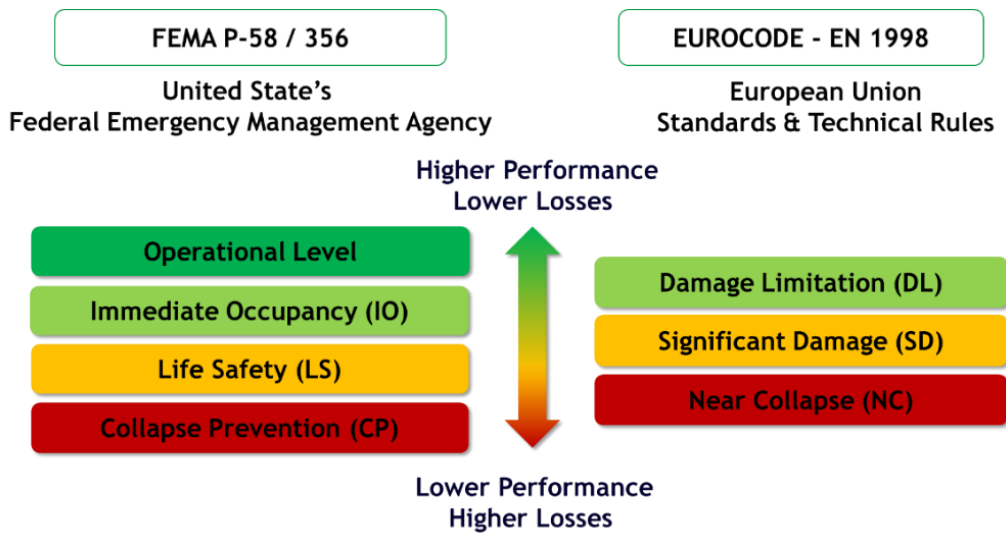 FEMA P-58 / 356
EUROCODE - EN 1998
United State's
Federal Emergency Management Agency
European Union
Standards & Technical Rules
Higher Performance
Lower Losses
Operational Level
Immediate Occupancy (IO)
Life Safety (LS)
Collapse Prevention (CP)
Damage Limitation (DL)
Significant Damage (SD)
Near Collapse (NC)
Lower Performance
Higher Losses